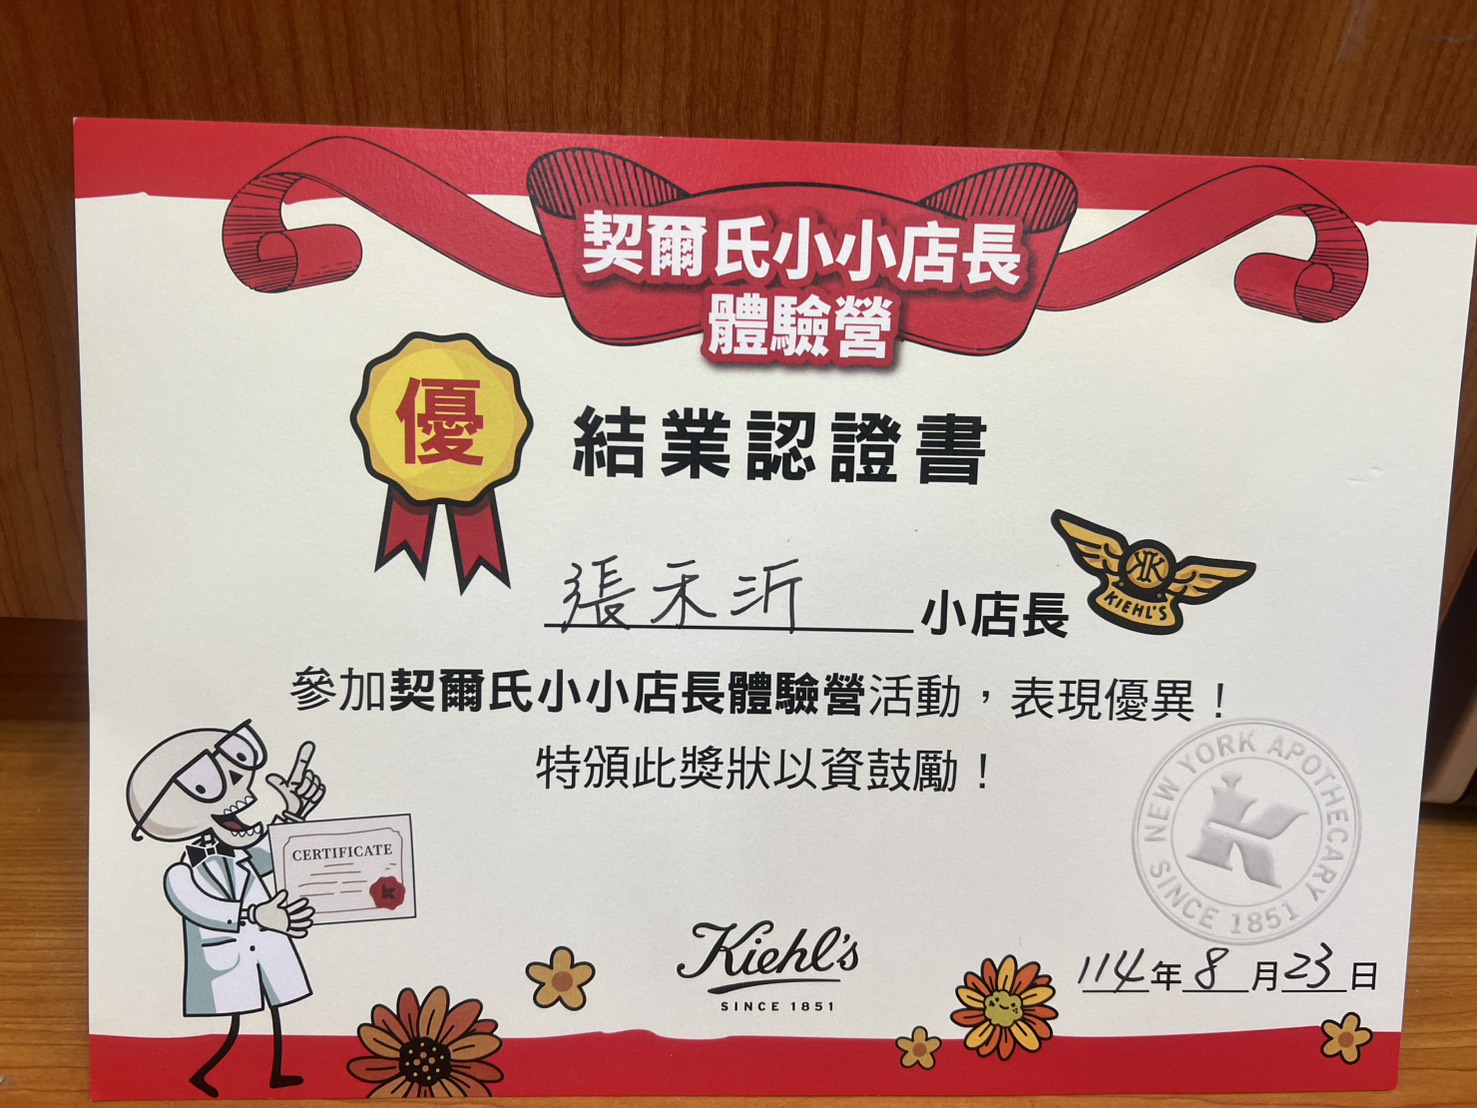 契爾氏小小店長
體驗營
優
結業認證書
張禾沂 小店長
KIEHL'S
參加契爾氏小小店長體驗營活動，表現優異！
特頒此獎狀以資鼓勵！
CERTIFICATE
NEW YORK APOTHECARY
SINCE 1851
Kiehl's
SINCE 1851
114年8月23日